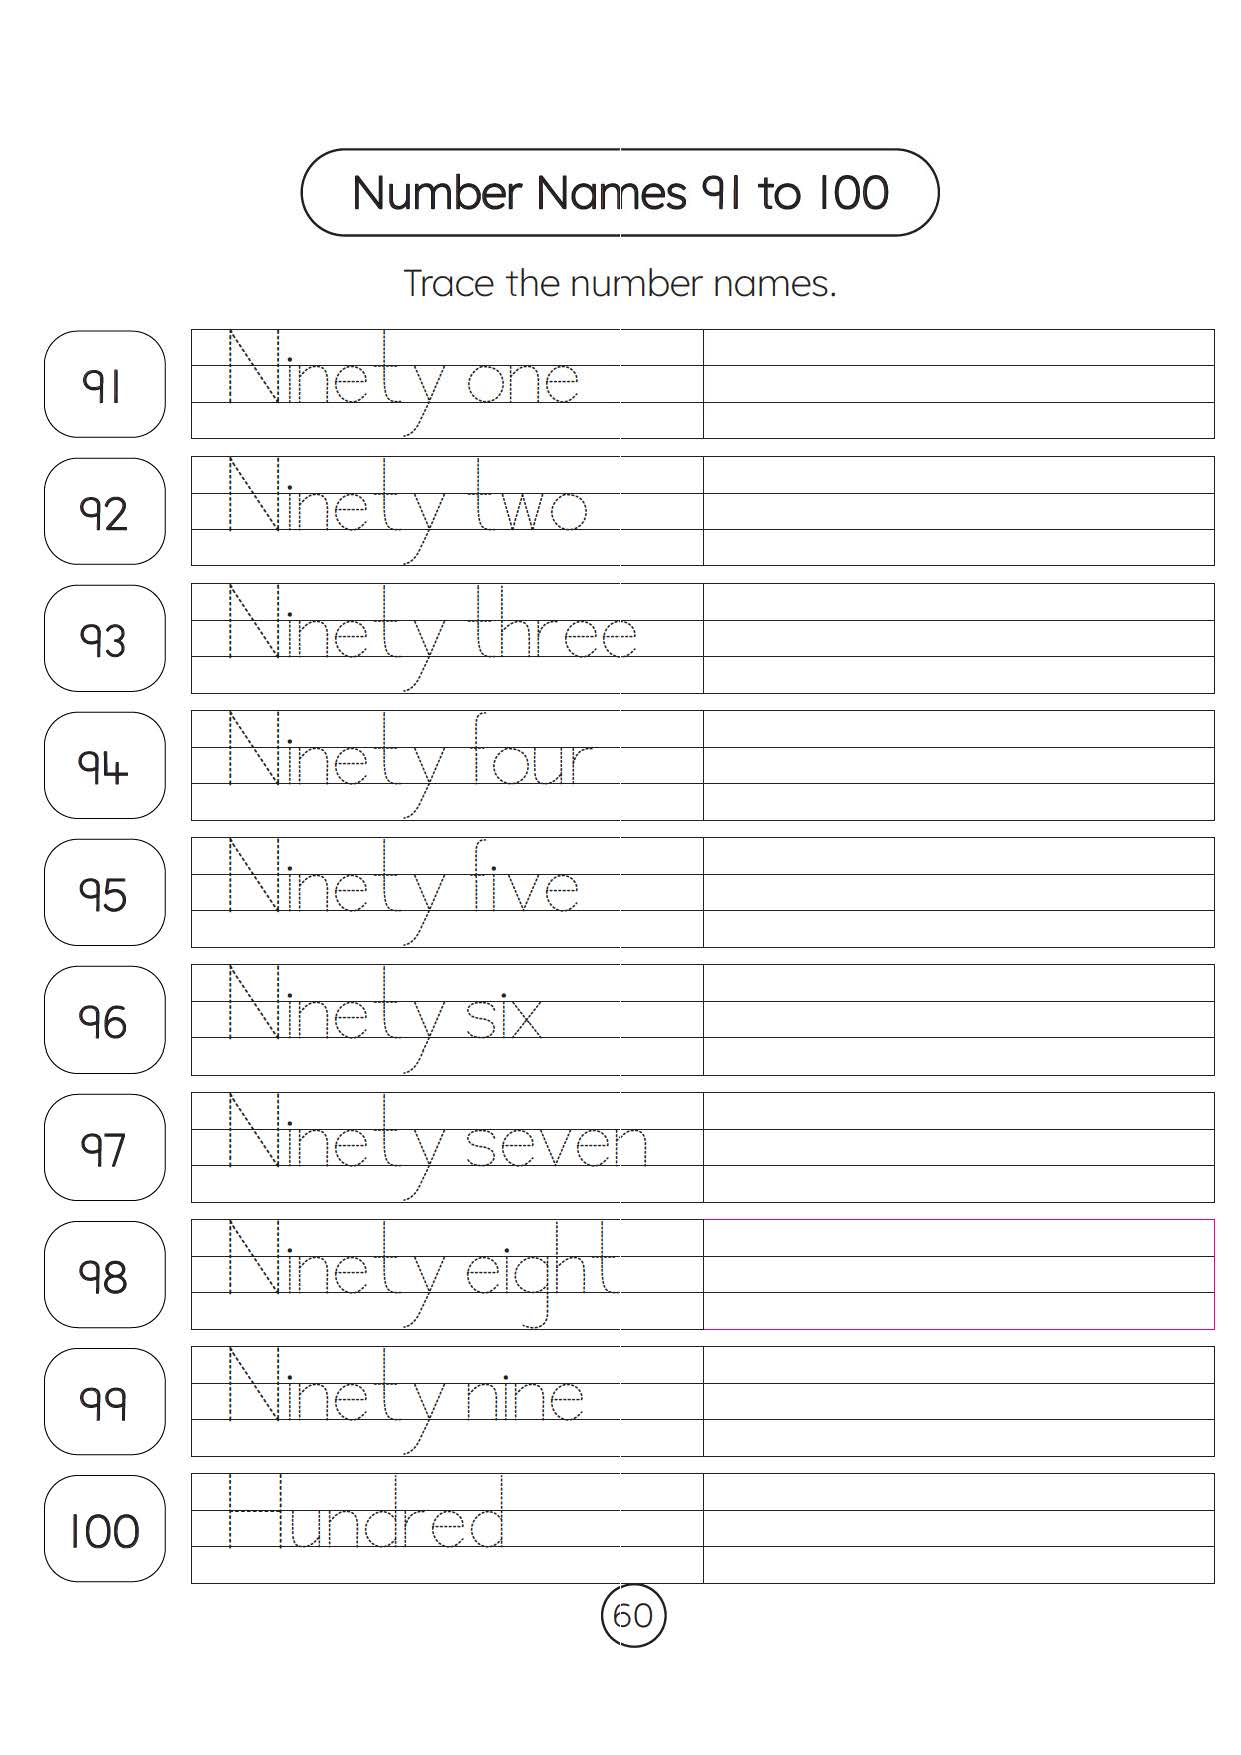 Number Names 91 to 100
Trace the number names.
91 Ninety one
92 Ninety two
93 Ninety three
94 Ninety four
95 Ninety five
96 Ninety six
97 Ninety seven
98 Ninety eight
99 Ninety nine
100 Hundred
60